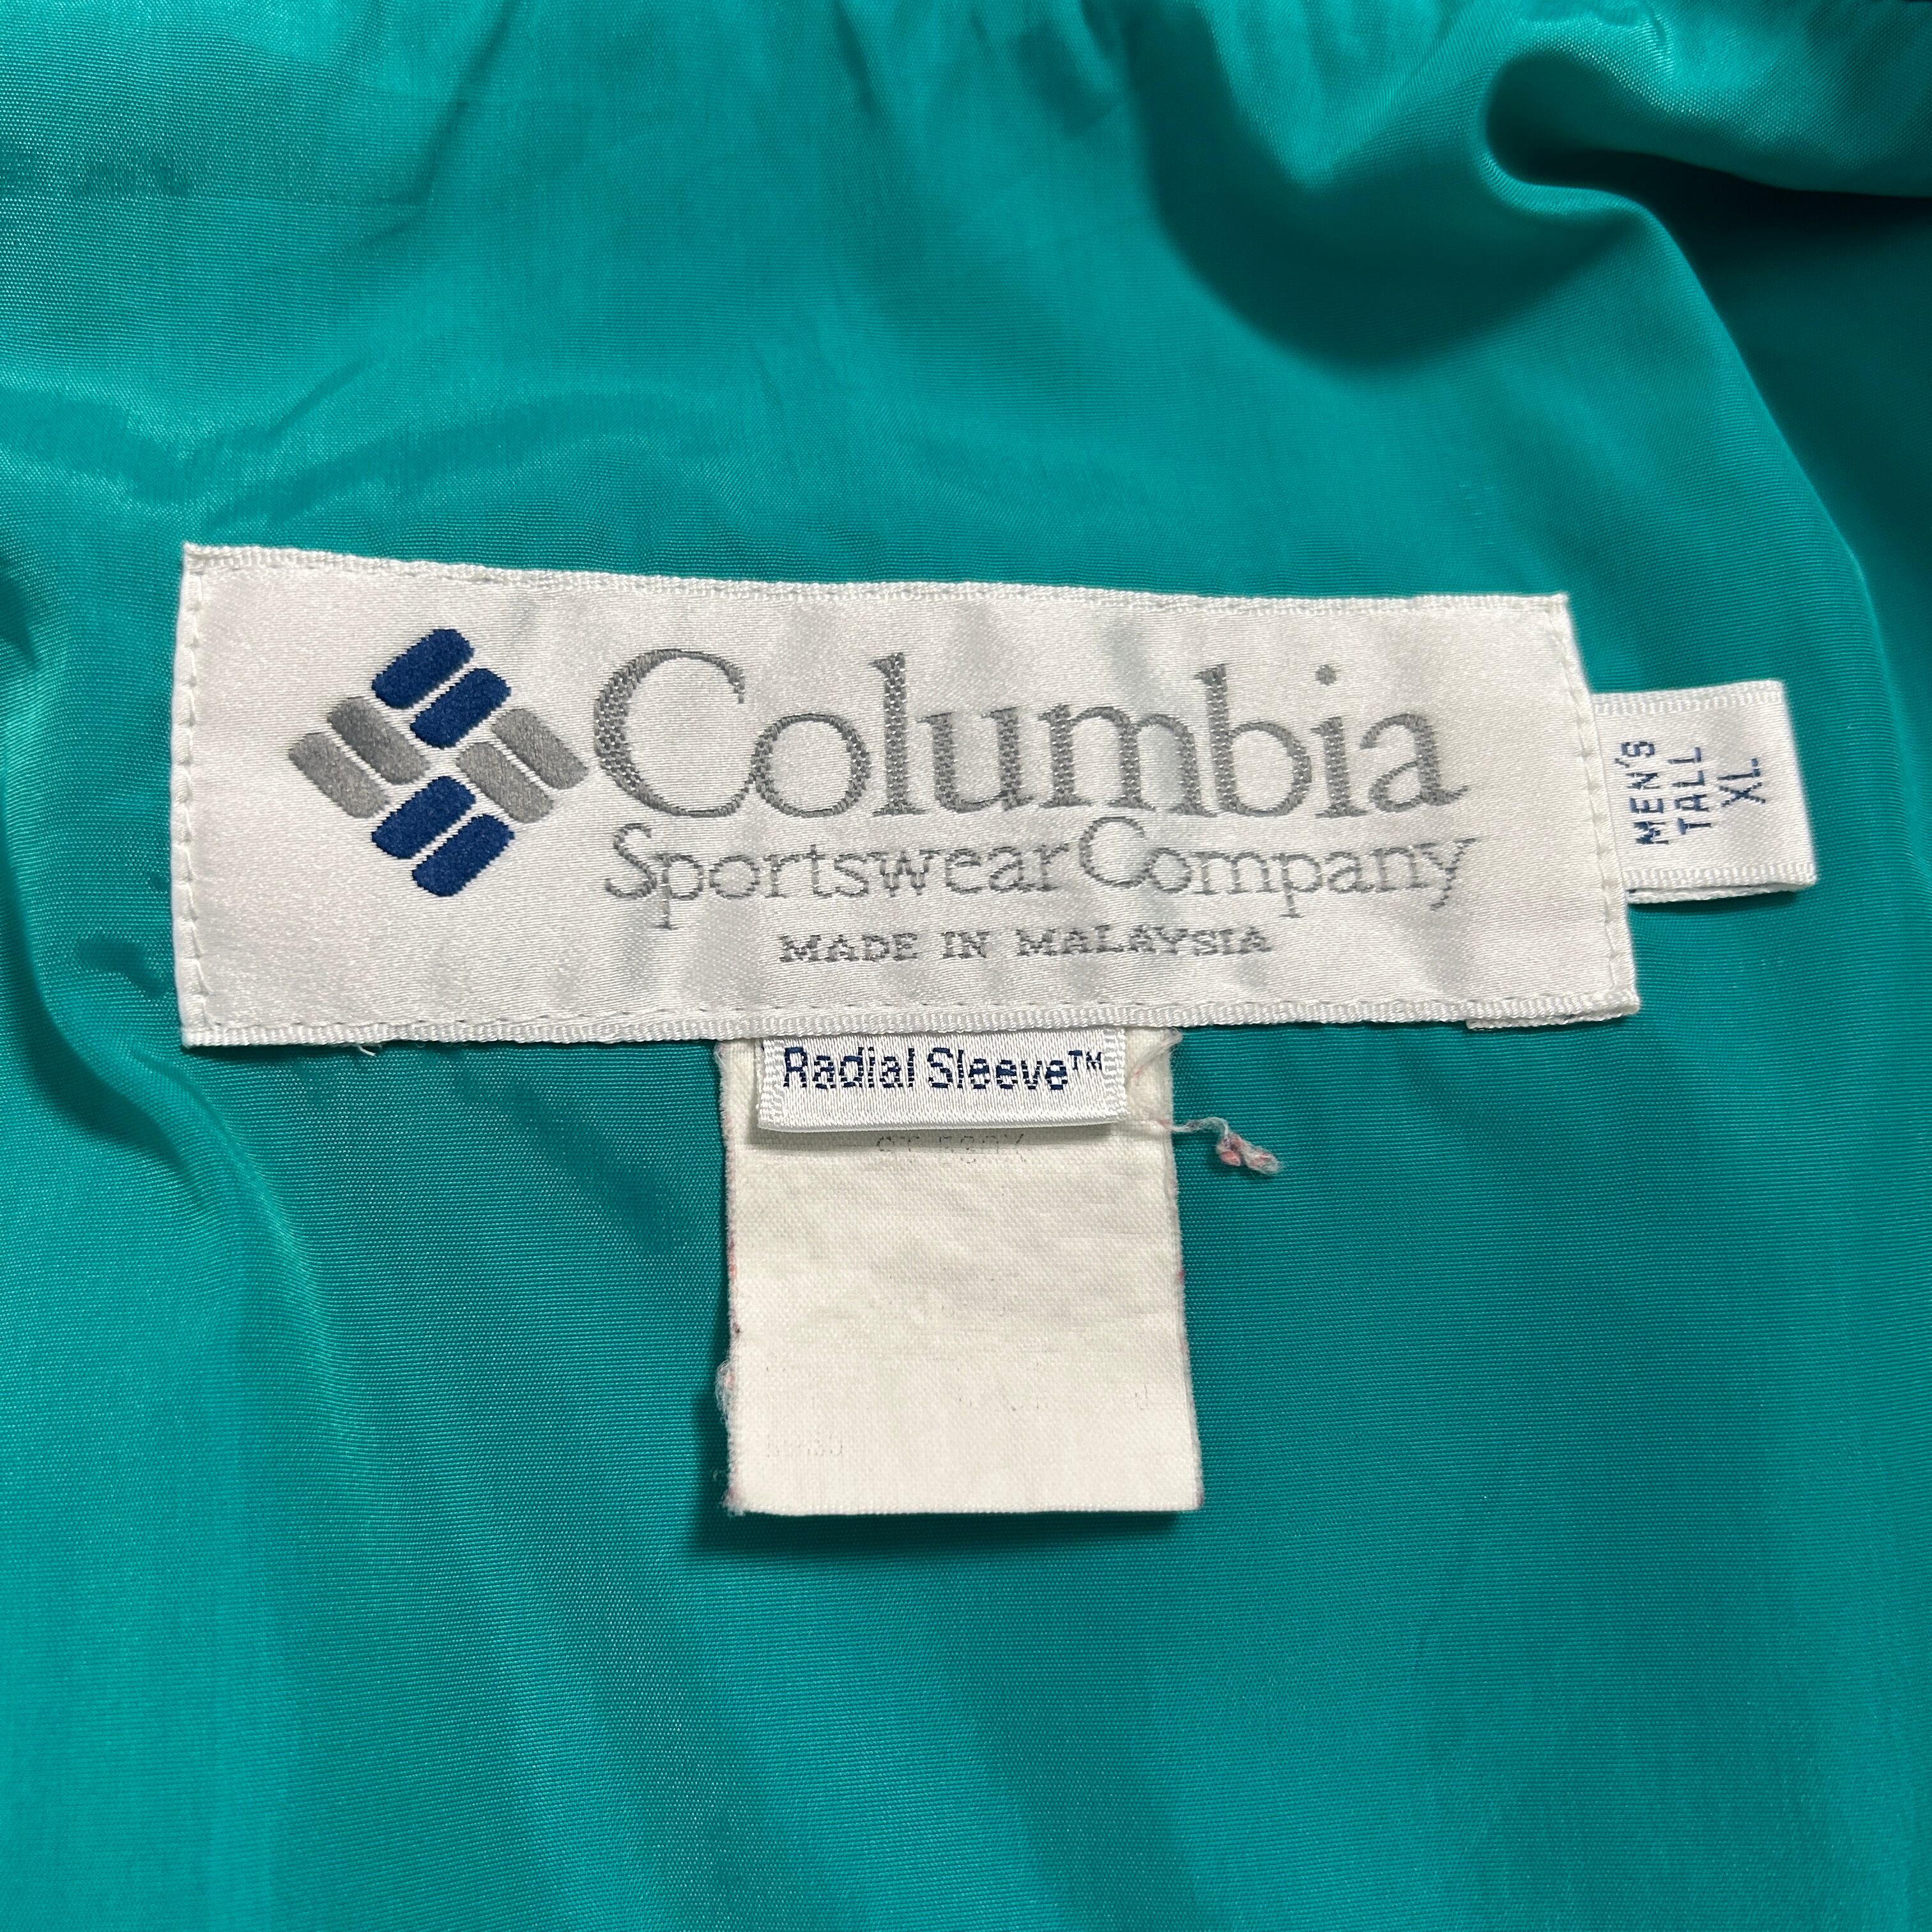 Columbia
Sportswear Company
MADE IN MALAYSIA
MEN'S
TALL
XL
Radial Sleeve™